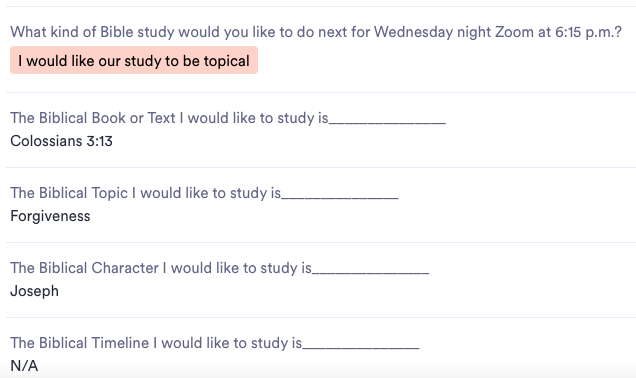 What kind of Bible study would you like to do next for Wednesday night Zoom at 6:15 p.m.?
I would like our study to be topical
The Biblical Book or Text I would like to study is_______________
Colossians 3:13
The Biblical Topic I would like to study is_______________
Forgiveness
The Biblical Character I would like to study is_______________
Joseph
The Biblical Timeline I would like to study is_______________
N/A